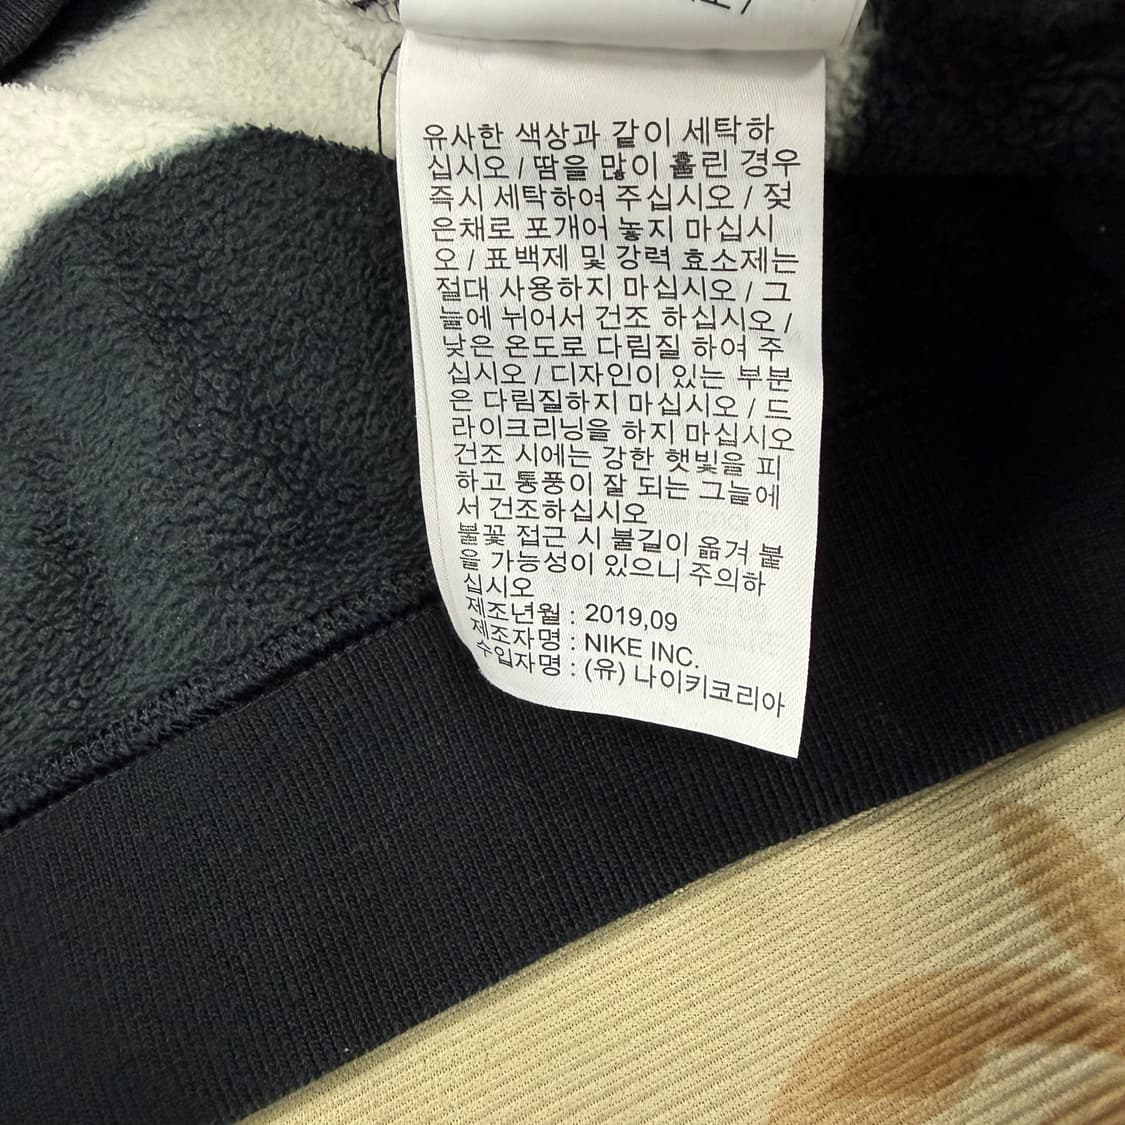 유사한 색상과 같이 세탁하
십시오 / 땀을 많이 흘린 경우
즉시 세탁하여 주십시오 / 젖
은채로 포개어 놓지 마십시
오 / 표백제 및 강력 효소제는
절대 사용하지 마십시오 / 그
늘에 뉘어서 건조 하십시오 /
낮은 온도로 다림질 하여 주
십시오 / 디자인이 있는 부분
은 다림질하지 마십시오 / 드
라이크리닝을 하지 마십시오
건조 시에는 강한 햇빛을 피
하고 통풍이 잘 되는 그늘에
서 건조하십시오
불꽃 접근 시 불길이 옮겨 붙
을 가능성이 있으니 주의하
십시오
제조년월 : 2019,09
제조자명 : NIKE INC.
수입자명 : (유) 나이키코리아